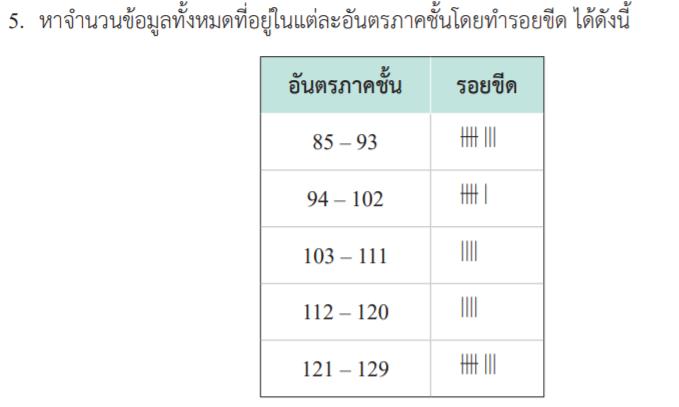 5. หาจำนวนข้อมูลทั้งหมดที่อยู่ในแต่ละอันตรภาคชั้นโดยทำรอยขีด ได้ดังนี้
อันตรภาคชั้น รอยขีด
85 – 93 |||| |||
94 – 102 |||| |
103 – 111 ||||
112 – 120 ||||
121 – 129 |||| |||